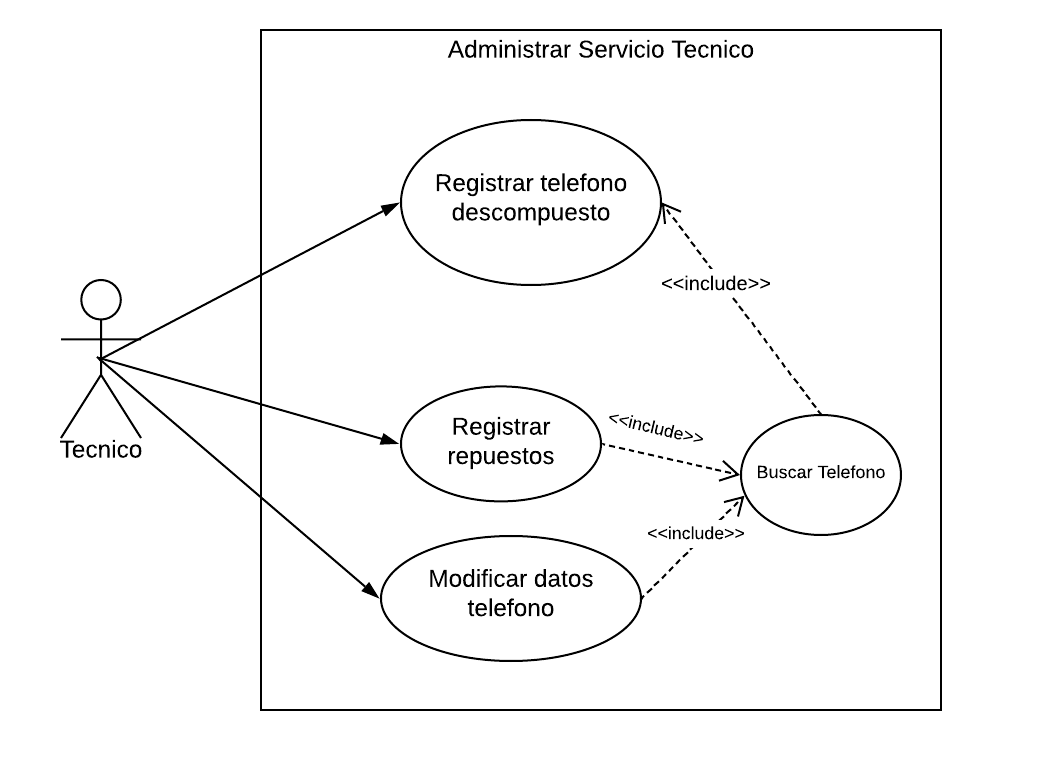 Administrar Servicio Tecnico
Registrar telefono
descompuesto
<<include>>
Registrar
repuestos
<<include>>
Buscar Telefono
Tecnico
<<include>>
Modificar datos
telefono